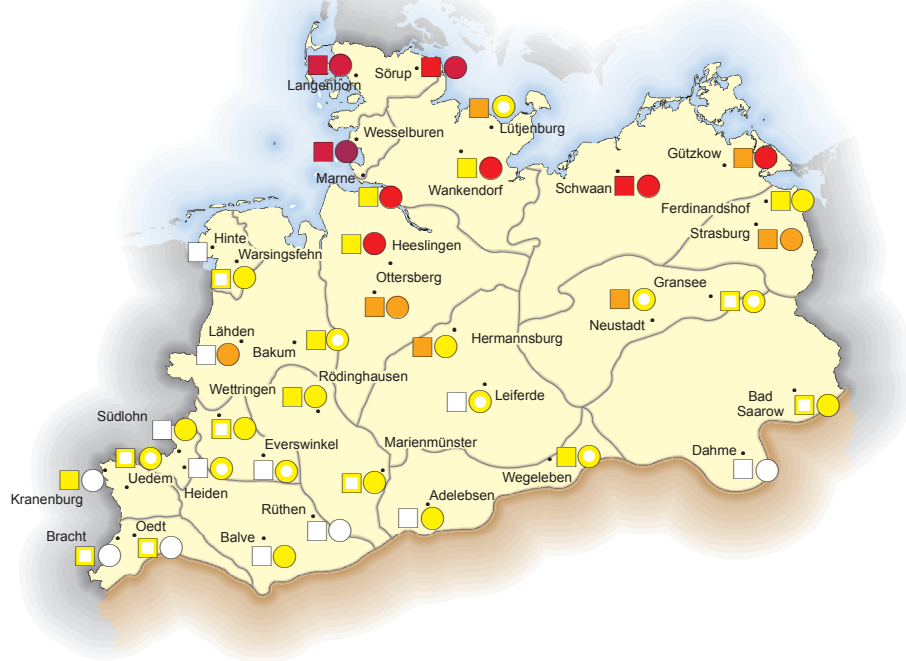 Langenhorn
Sörup
Lütjenburg
Wesselburen
Marne
Wankendorf
Gützkow
Schwaan
Ferdinandshof
Strasburg
Hinte
Warsingsfehn
Heeslingen
Ottersberg
Gransee
Neustadt
Lähden
Bakum
Hermannsburg
Rödinghausen
Wettringen
Leiferde
Bad
Saarow
Südlohn
Everswinkel
Marienmünster
Dahme
Wegeleben
Uedem
Heiden
Kranenburg
Adelebsen
Rüthen
Oedt
Bracht
Balve